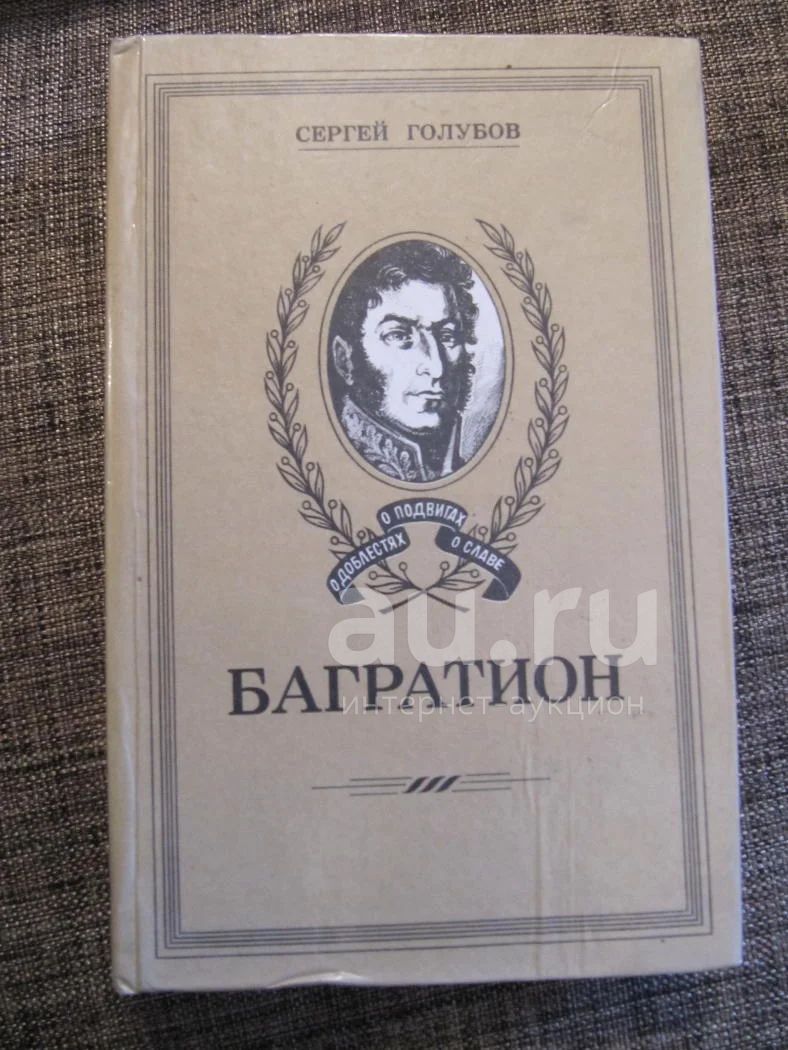 СЕРГЕЙ ГОЛУБОВ
О ДОБЛЕСТЯХ
О ПОДВИГАХ
О СЛАВЕ
au.ru
БАГРАТИОН
интернет аукцион